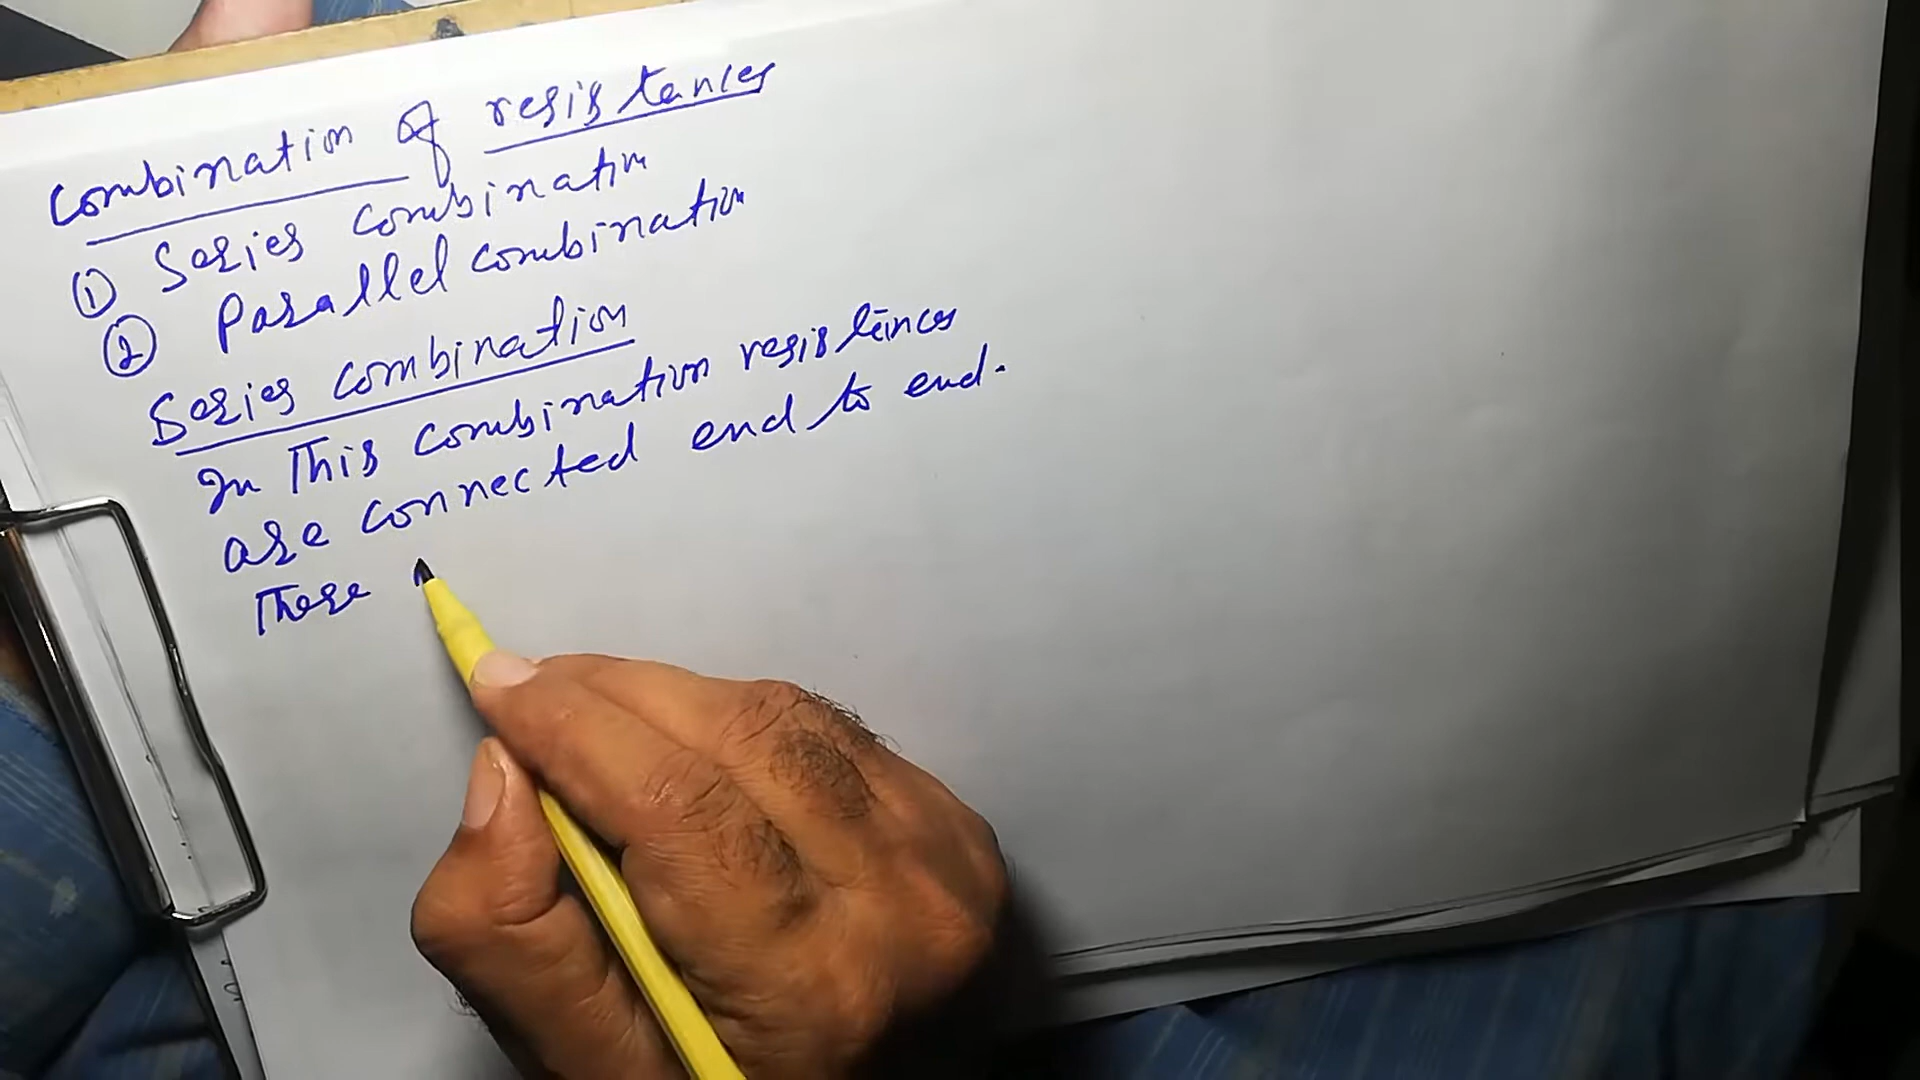 Combination of resistances
① Series combination
② Parallel combination
Series combination
In This combination resistances
are connected end to end.
There